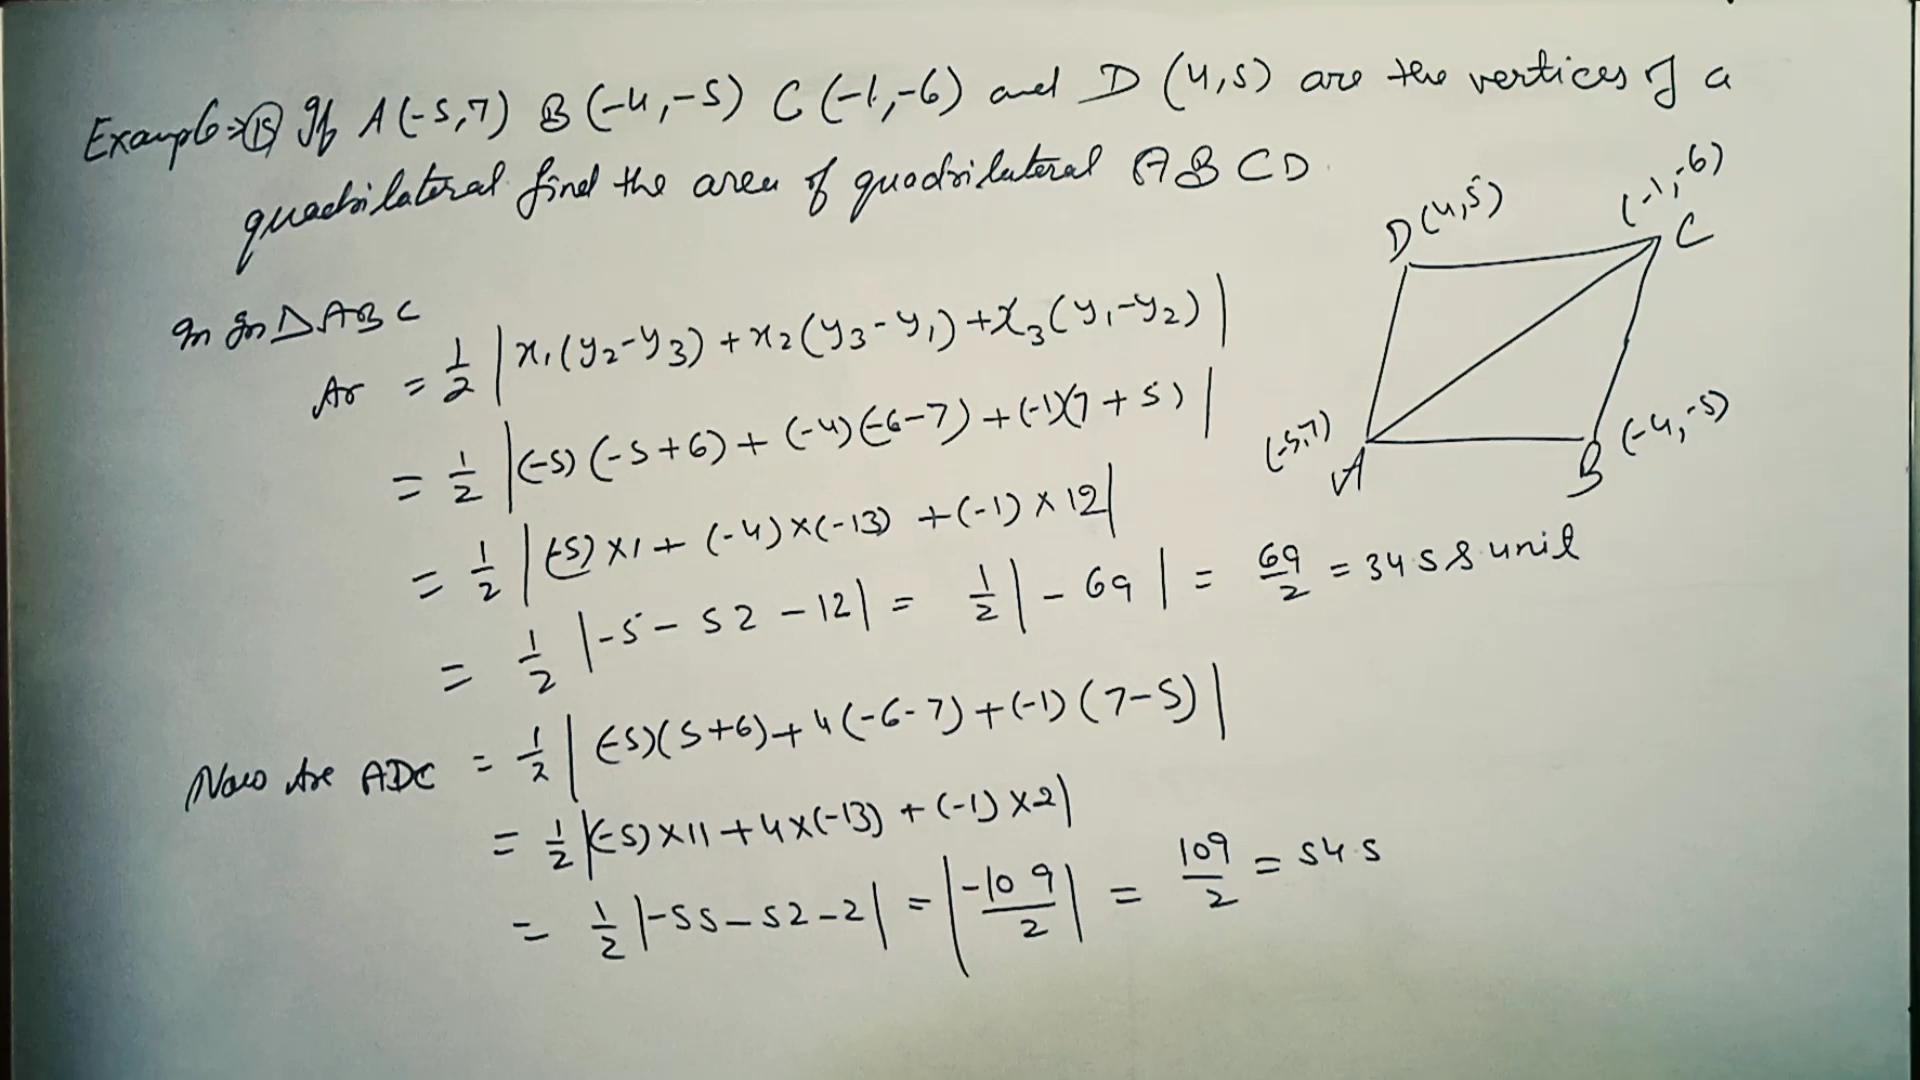 Example ⇒ (15) If A(-5,7) B(-4,-5) C(-1,-6) and D(4,5) are the vertices of a
quadrilateral find the area of quadrilateral ABCD.
D(4,5)
(-1,-6)
C
In In Δ ABC
Ar = 1/2 |x₁(y₂-y₃) + x₂(y₃-y₁) + x₃(y₁-y₂)|
= 1/2 |(-5)(-5+6) + (-4)(-6-7) + (-1)(7+5)|
(-5,7)
A
B
(-4,-5)
= 1/2 |(-5)×1 + (-4)×(-13) + (-1)×12|
= 1/2 |-5-52-12| = 1/2 |-69| = 69/2 = 34.5 S unit
Now Are ADC = 1/2 |(-5)(5+6) + 4(-6-7) + (-1)(7-5)|
= 1/2 |(-5)×11 + 4×(-13) + (-1)×2|
= 1/2 |-55-52-2| = |-109/2| = 109/2 = 54.5